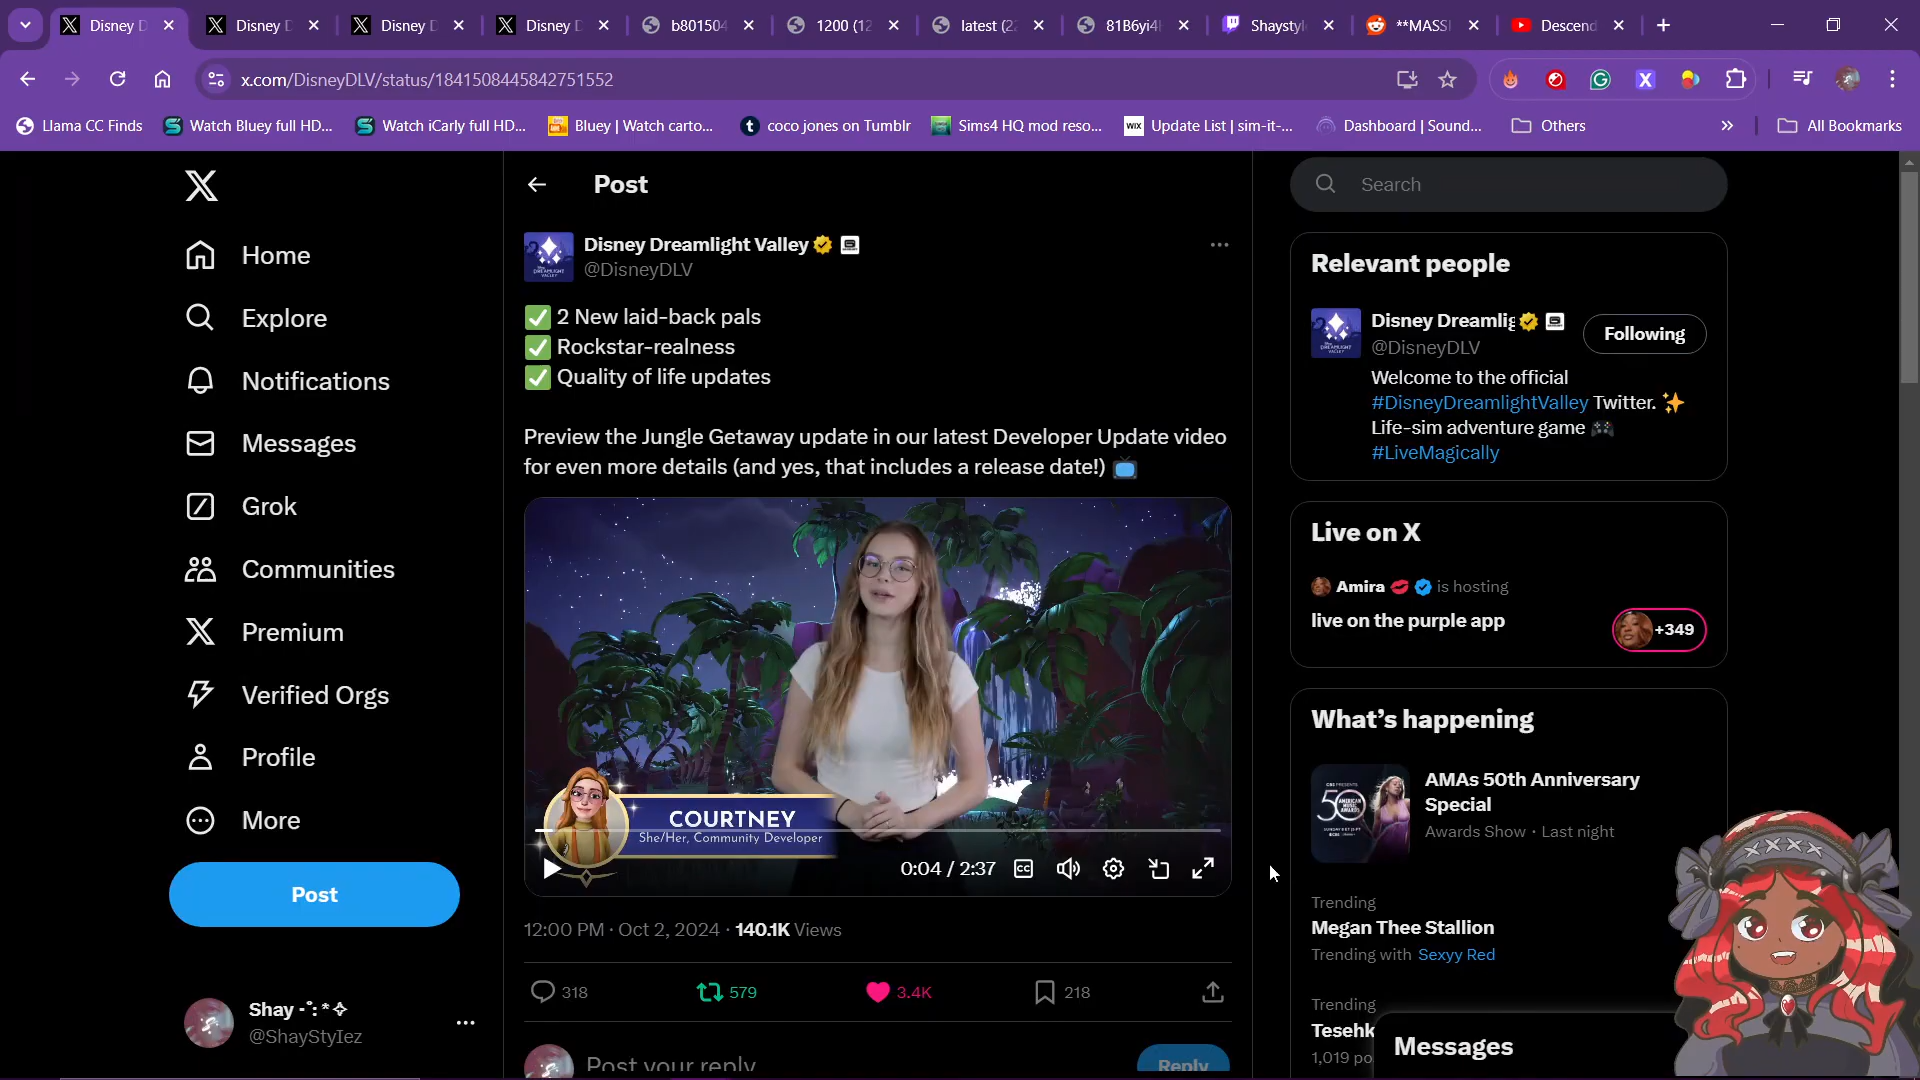 Disney D
Disney D
Disney D
Disney D
b801504
1200 (12
latest (22
81B6yi4
Shaystyl
**MASS
Descend
x.com/DisneyDLV/status/1841508445842751552
Llama CC Finds
Watch Bluey full HD...
Watch iCarly full HD...
Bluey | Watch carto...
coco jones on Tumblr
Sims4 HQ mod reso...
WIX
Update List | sim-it-...
Dashboard | Sound...
Others
All Bookmarks
Home
Explore
Notifications
Messages
Grok
Communities
Premium
Verified Orgs
Profile
More
Post
Shay
@ShayStyIez
Post
Disney Dreamlight Valley
@DisneyDLV
✅ 2 New laid-back pals
✅ Rockstar-realness
✅ Quality of life updates
Preview the Jungle Getaway update in our latest Developer Update video
for even more details (and yes, that includes a release date!) 📺
COURTNEY
She/Her, Community Developer
0:04 / 2:37
CC
12:00 PM · Oct 2, 2024 · 140.1K Views
318
579
3.4K
218
Post your reply
Reply
Search
Relevant people
Disney Dreamlig
@DisneyDLV
Following
Welcome to the official
#DisneyDreamlightValley Twitter. ✨
Life-sim adventure game 🎮
#LiveMagically
Live on X
Amira 💋 is hosting
live on the purple app
+349
What's happening
AMAs 50th Anniversary
Special
Awards Show · Last night
Trending
Megan Thee Stallion
Trending with Sexyy Red
Trending
Tesehk
1,019 po
Messages